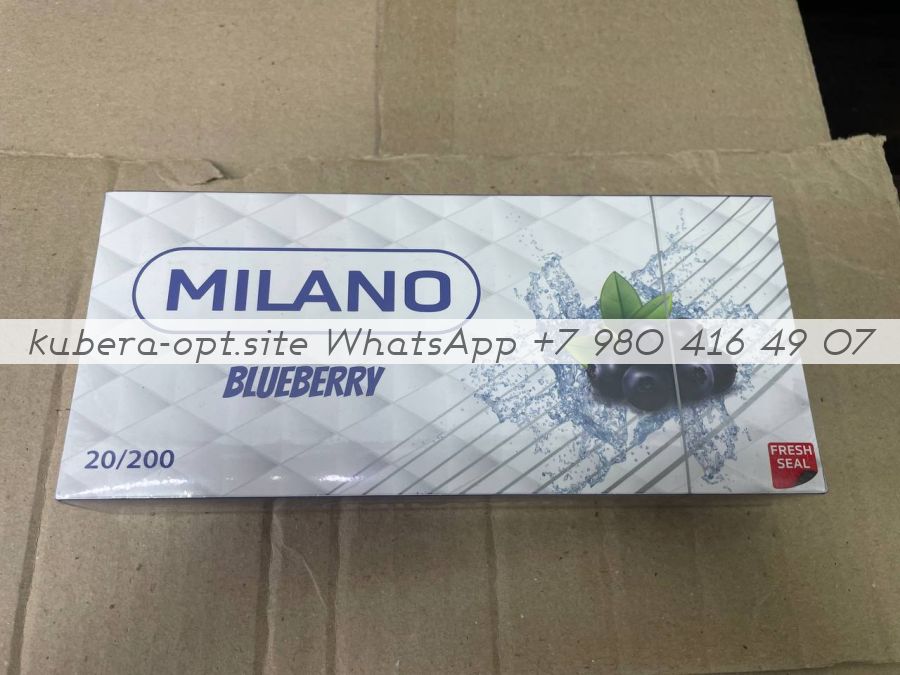 MILANO
kubera-opt.site WhatsApp +7 980 416 49 07
BLUEBERRY
20/200
FRESH
SEAL